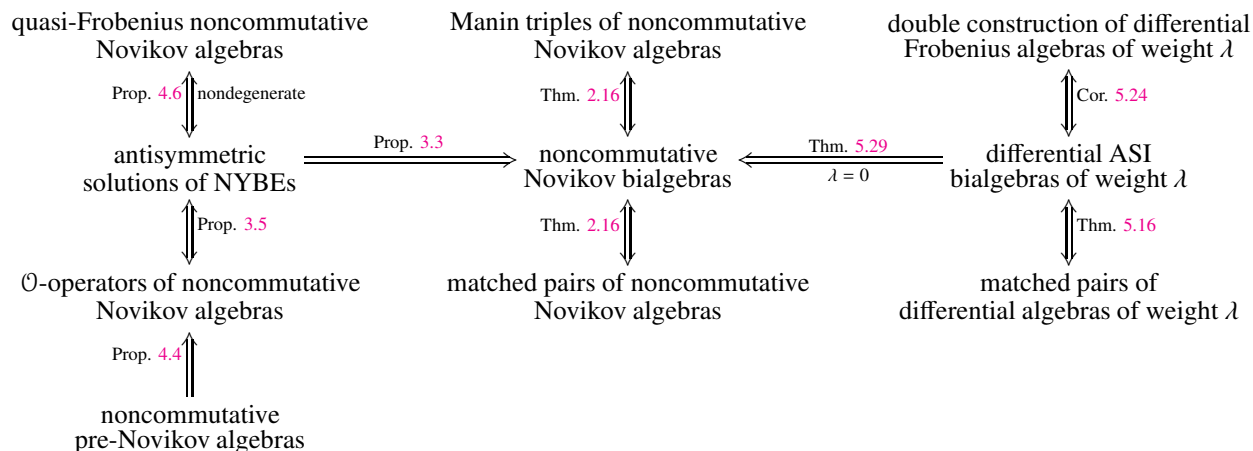 quasi-Frobenius noncommutative
Novikov algebras
Manin triples of noncommutative
Novikov algebras
double construction of differential
Frobenius algebras of weight λ
Prop. 4.6
nondegenerate
Thm. 2.16
Cor. 5.24
antisymmetric
solutions of NYBEs
Prop. 3.3
noncommutative
Novikov bialgebras
Thm. 5.29
λ = 0
differential ASI
bialgebras of weight λ
Prop. 3.5
Thm. 2.16
Thm. 5.16
𝒪-operators of noncommutative
Novikov algebras
matched pairs of noncommutative
Novikov algebras
matched pairs of
differential algebras of weight λ
Prop. 4.4
noncommutative
pre-Novikov algebras